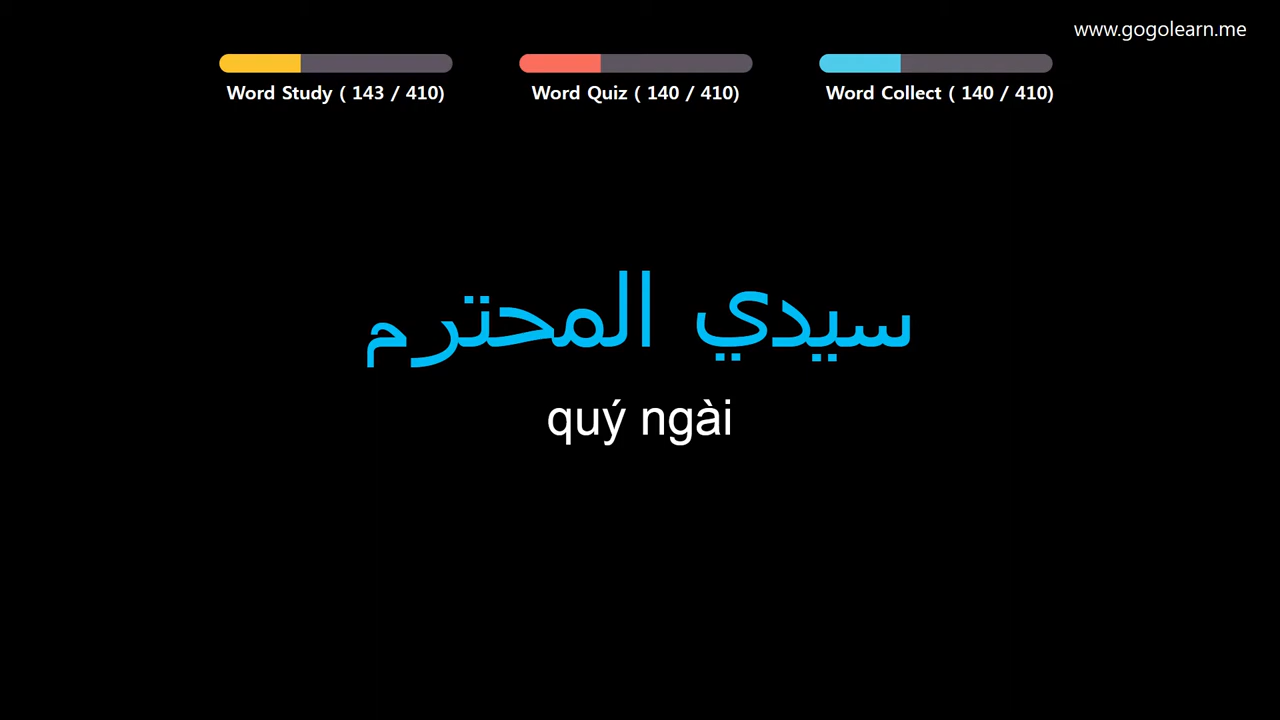 www.gogolearn.me
Word Study ( 143 / 410)
Word Quiz ( 140 / 410)
Word Collect ( 140 / 410)
سيدي المحترم
quý ngài